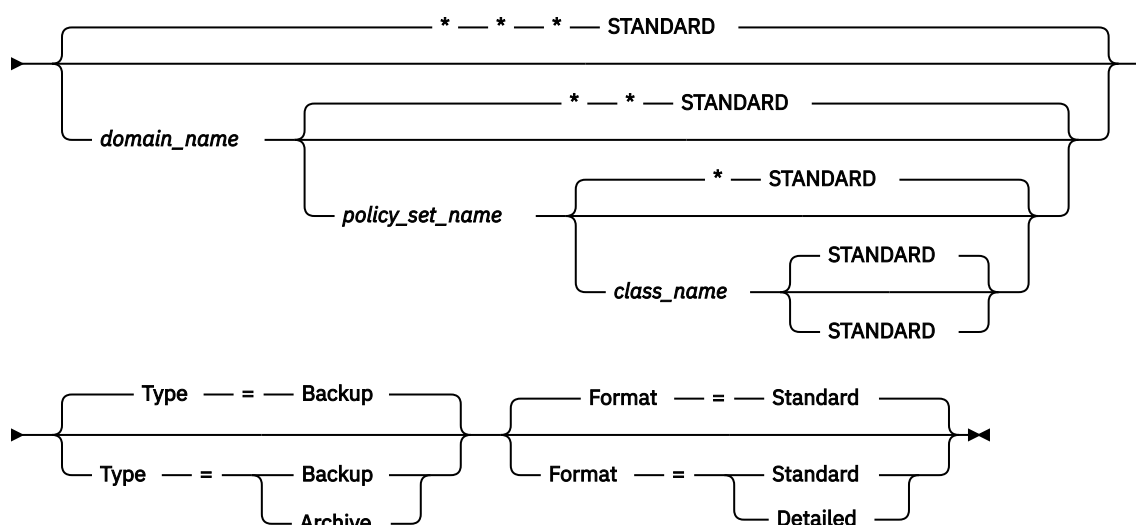 * * * STANDARD
* * STANDARD
domain_name
* STANDARD
policy_set_name
STANDARD
class_name
STANDARD
Type = Backup Format = Standard
Type = Backup Format = Standard
Archive Detailed